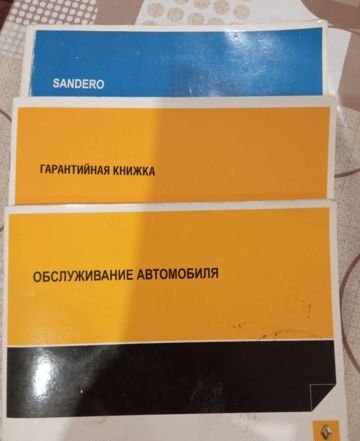 SANDERO
ГАРАНТИЙНАЯ КНИЖКА
ОБСЛУЖИВАНИЕ АВТОМОБИЛЯ